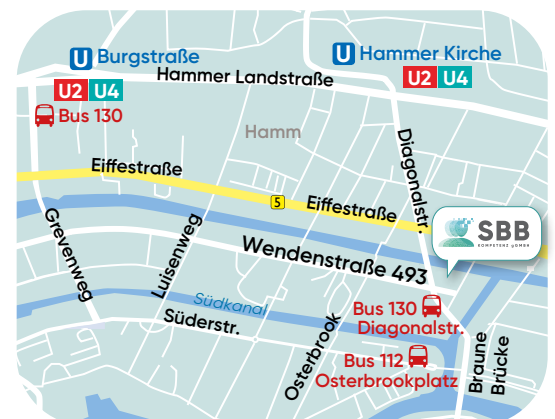 U Burgstraße
U2 U4
Bus 130
U Hammer Kirche
U2 U4
Hammer Landstraße
Hamm
Diagonalstr.
Eiffestraße
5
Eiffestraße
SBB
KOMPETENZ gGMBH
Grevenweg
Luisenweg
Wendenstraße 493
Südkanal
Süderstr.
Bus 130
Diagonalstr.
Osterbrook
Bus 112
Osterbrookplatz
Braune
Brücke